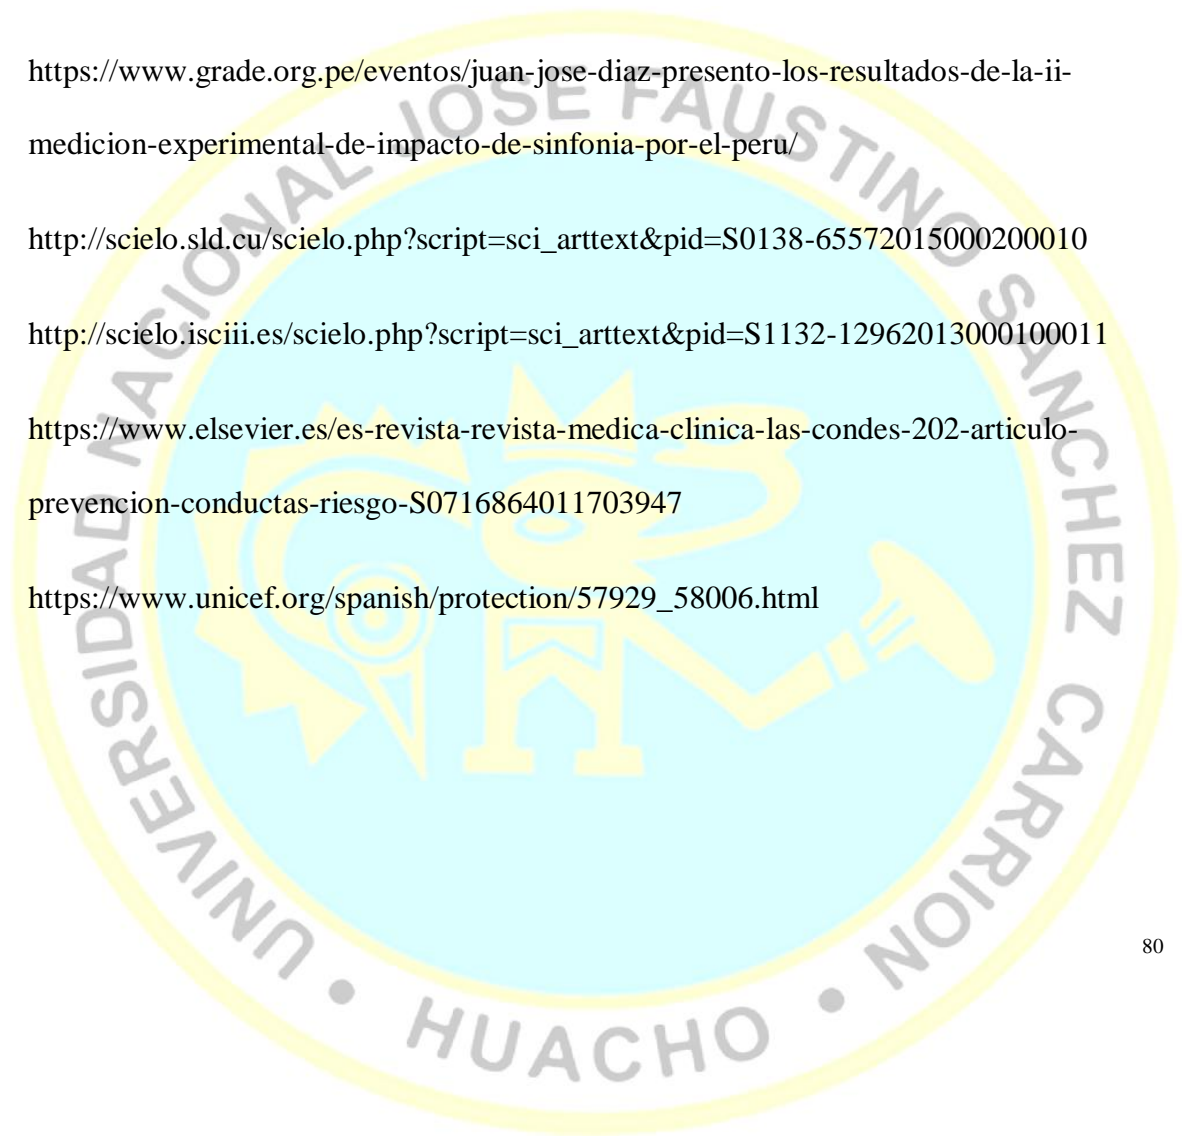 https://www.grade.org.pe/eventos/juan-jose-diaz-presento-los-resultados-de-la-ii-
medicion-experimental-de-impacto-de-sinfonia-por-el-peru/
http://scielo.sld.cu/scielo.php?script=sci_arttext&pid=S0138-65572015000200010
http://scielo.isciii.es/scielo.php?script=sci_arttext&pid=S1132-12962013000100011
https://www.elsevier.es/es-revista-revista-medica-clinica-las-condes-202-articulo-
prevencion-conductas-riesgo-S0716864011703947
https://www.unicef.org/spanish/protection/57929_58006.html
80
UNIVERSIDAD NACIONAL JOSE FAUSTINO SANCHEZ CARRION
• HUACHO •